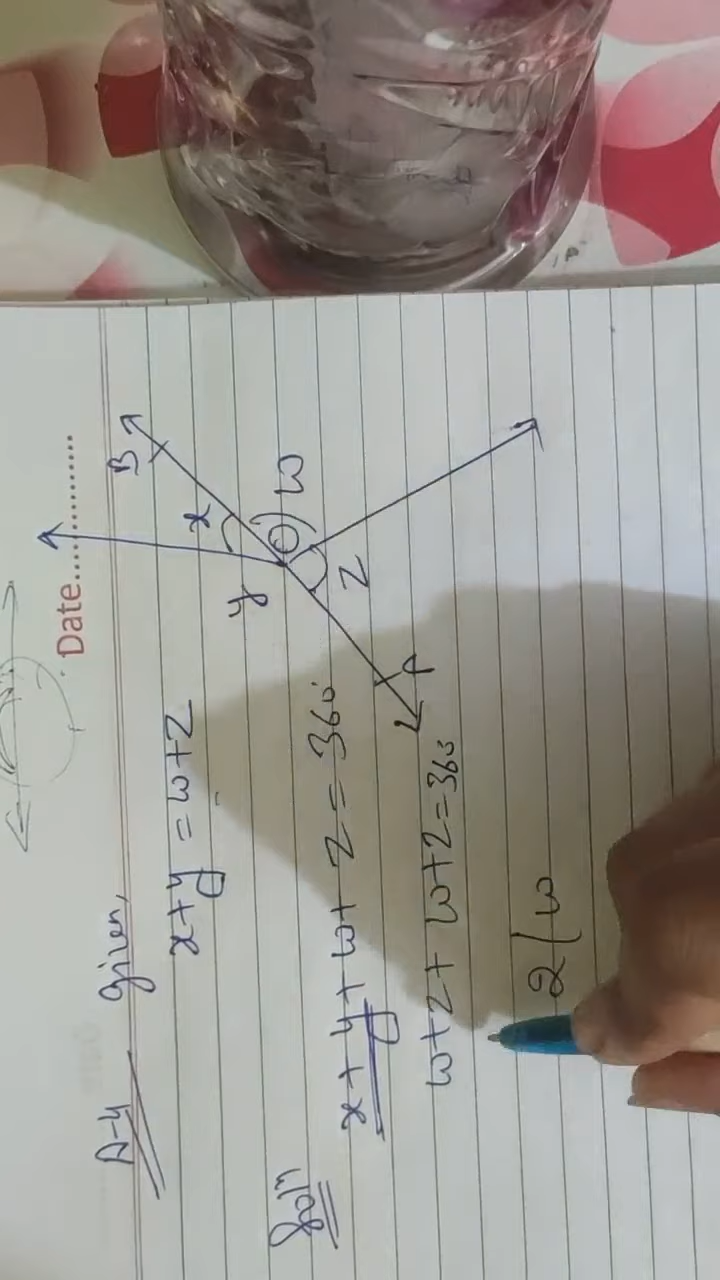 Date..............
A-4 given,
x+y = w+z
Soln
x+y+w+z = 360°
w+z+w+z=360
2(w
B
x
y
O
w
z
A